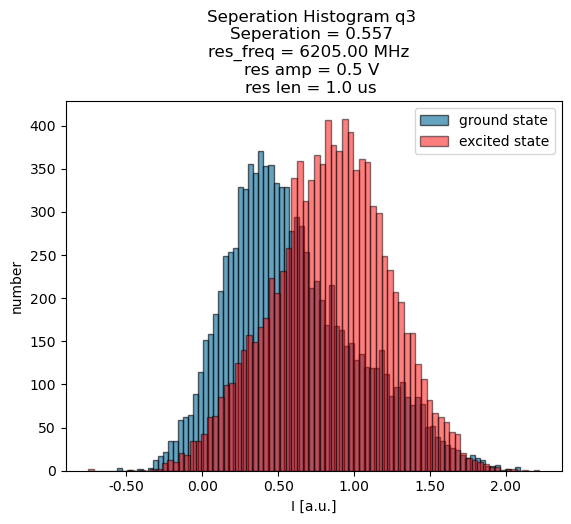 Seperation Histogram q3
Seperation = 0.557
res_freq = 6205.00 MHz
res amp = 0.5 V
res len = 1.0 us
ground state
excited state
400
350
300
250
200
150
100
50
0
number
-0.50
0.00
0.50
1.00
1.50
2.00
I [a.u.]